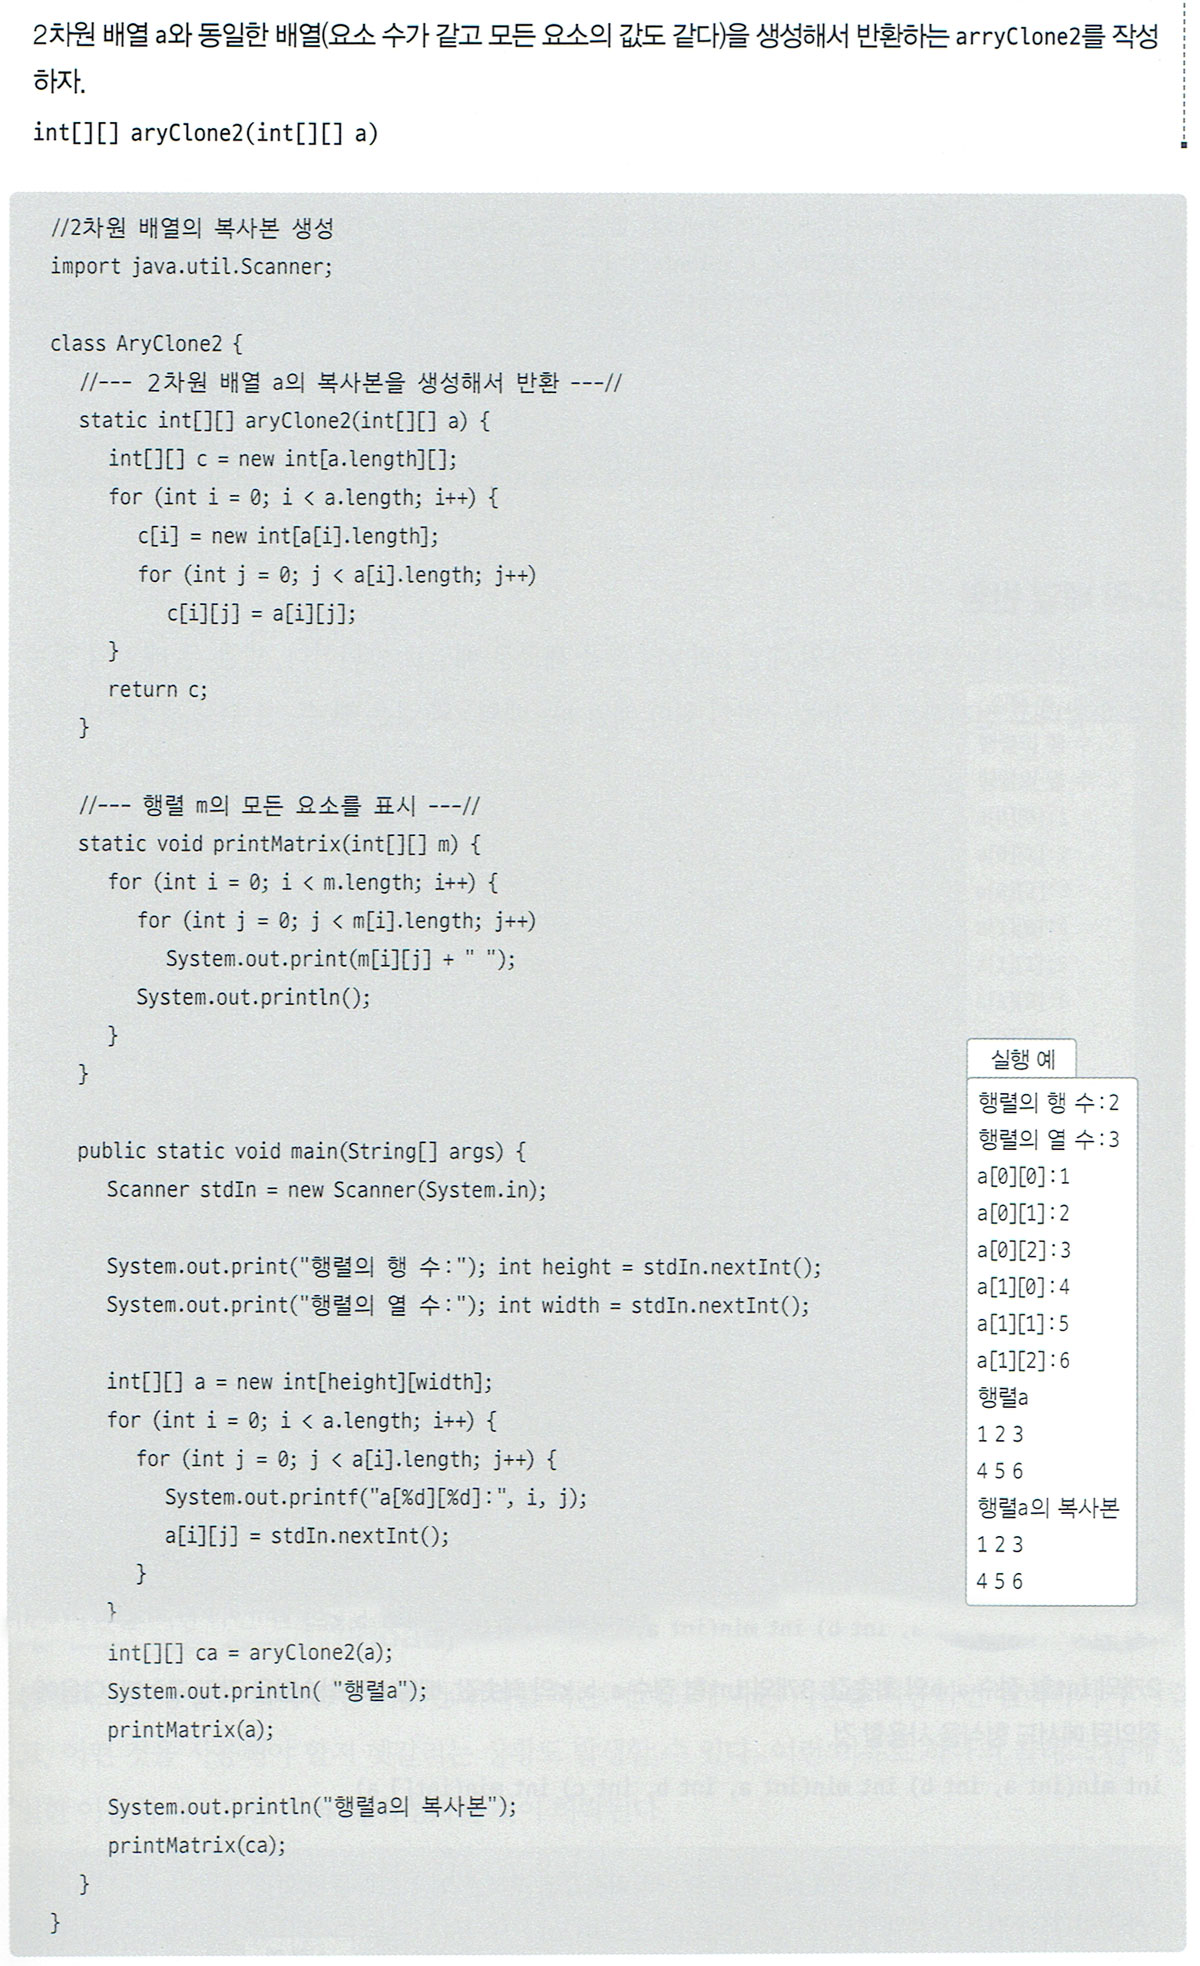 2차원 배열 a와 동일한 배열(요소 수가 같고 모든 요소의 값도 같다)을 생성해서 반환하는 arryClone2를 작성
하자.
int[][] aryClone2(int[][] a)
//2차원 배열의 복사본 생성
import java.util.Scanner;
class AryClone2 {
//--- 2차원 배열 a의 복사본을 생성해서 반환 ---//
static int[][] aryClone2(int[][] a) {
int[][] c = new int[a.length][];
for (int i = 0; i < a.length; i++) {
c[i] = new int[a[i].length];
for (int j = 0; j < a[i].length; j++)
c[i][j] = a[i][j];
}
return c;
}
//--- 행렬 m의 모든 요소를 표시 ---//
static void printMatrix(int[][] m) {
for (int i = 0; i < m.length; i++) {
for (int j = 0; j < m[i].length; j++)
System.out.print(m[i][j] + " ");
System.out.println();
}
}
public static void main(String[] args) {
Scanner stdIn = new Scanner(System.in);
System.out.print("행렬의 행 수:"); int height = stdIn.nextInt();
System.out.print("행렬의 열 수:"); int width = stdIn.nextInt();
int[][] a = new int[height][width];
for (int i = 0; i < a.length; i++) {
for (int j = 0; j < a[i].length; j++) {
System.out.printf("a[%d][%d]:", i, j);
a[i][j] = stdIn.nextInt();
}
}
int[][] ca = aryClone2(a);
System.out.println( "행렬a");
printMatrix(a);
System.out.println("행렬a의 복사본");
printMatrix(ca);
}
}
실행 예
행렬의 행 수:2
행렬의 열 수:3
a[0][0]:1
a[0][1]:2
a[0][2]:3
a[1][0]:4
a[1][1]:5
a[1][2]:6
행렬a
1 2 3
4 5 6
행렬a의 복사본
1 2 3
4 5 6